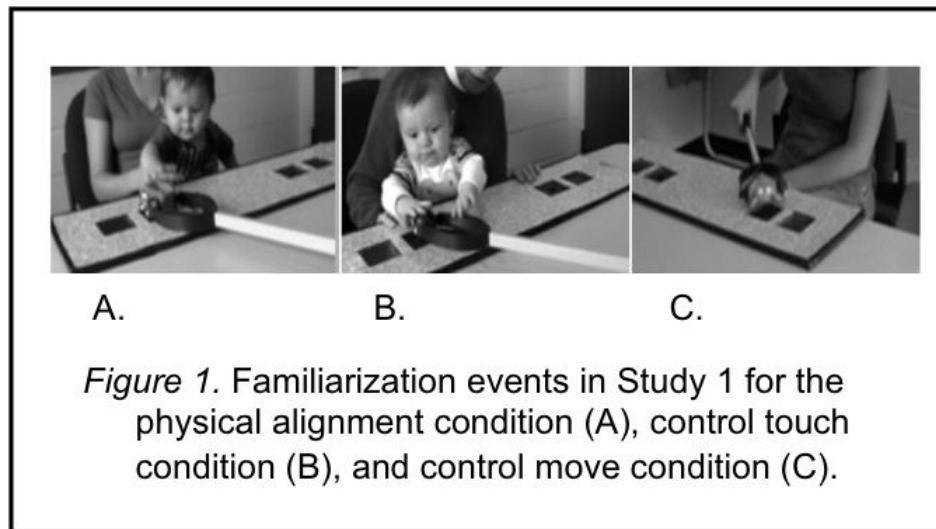 A. B. C.
Figure 1. Familiarization events in Study 1 for the
physical alignment condition (A), control touch
condition (B), and control move condition (C).